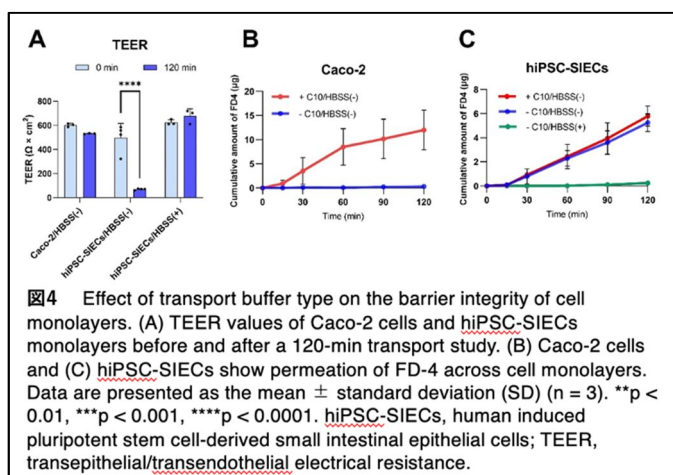 A
TEER
0 min
120 min
****
TEER (Ω × cm²)
800
600
400
200
0
Caco-2/HBSS(-)
hiPSC-SIECs/HBSS(-)
hiPSC-SIECs/HBSS(+)
B
Caco-2
+ C10/HBSS(-)
- C10/HBSS(-)
Cumulative amount of FD4 (µg)
20
15
10
5
0
0 15 30 60 90 120
Time (min)
C
hiPSC-SIECs
+ C10/HBSS(-)
- C10/HBSS(-)
- C10/HBSS(+)
Cumulative amount of FD4 (µg)
8
6
4
2
0
0 15 30 60 90 120
Time (min)
図4 Effect of transport buffer type on the barrier integrity of cell
monolayers. (A) TEER values of Caco-2 cells and hiPSC-SIECs
monolayers before and after a 120-min transport study. (B) Caco-2 cells
and (C) hiPSC-SIECs show permeation of FD-4 across cell monolayers.
Data are presented as the mean ± standard deviation (SD) (n = 3). **p <
0.01, ***p < 0.001, ****p < 0.0001. hiPSC-SIECs, human induced
pluripotent stem cell-derived small intestinal epithelial cells; TEER,
transepithelial/transendothelial electrical resistance.